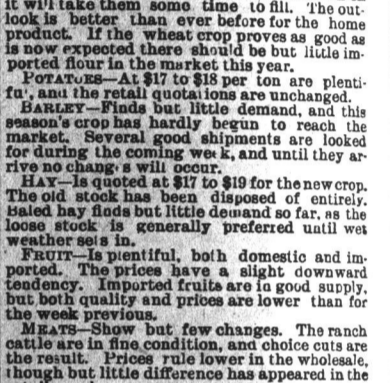 it will take them some time to fill. The out-
look is better than ever before for the home
product. If the wheat crop proves as good as
is now expected there should be but little im-
ported flour in the market this year.
POTATOES—At $17 to $18 per ton are plenti-
fu', and the retail quotations are unchanged.
BARLEY—Finds but little demand, and this
season's crop has hardly begun to reach the
market. Several good shipments are looked
for during the coming week, and until they ar-
rive no changes will occur.
HAY—Is quoted at $17 to $19 for the new crop.
The old stock has been disposed of entirely.
Baled hay finds but little demand so far, as the
loose stock is generally preferred until wet
weather sets in.
FRUIT—Is plentiful, both domestic and im-
ported. The prices have a slight downward
tendency. Imported fruits are in good supply,
but both quality and prices are lower than for
the week previous.
MEATS—Show but few changes. The ranch
cattle are in fine condition, and choice cuts are
the result. Prices rule lower in the wholesale,
though but little difference has appeared in the